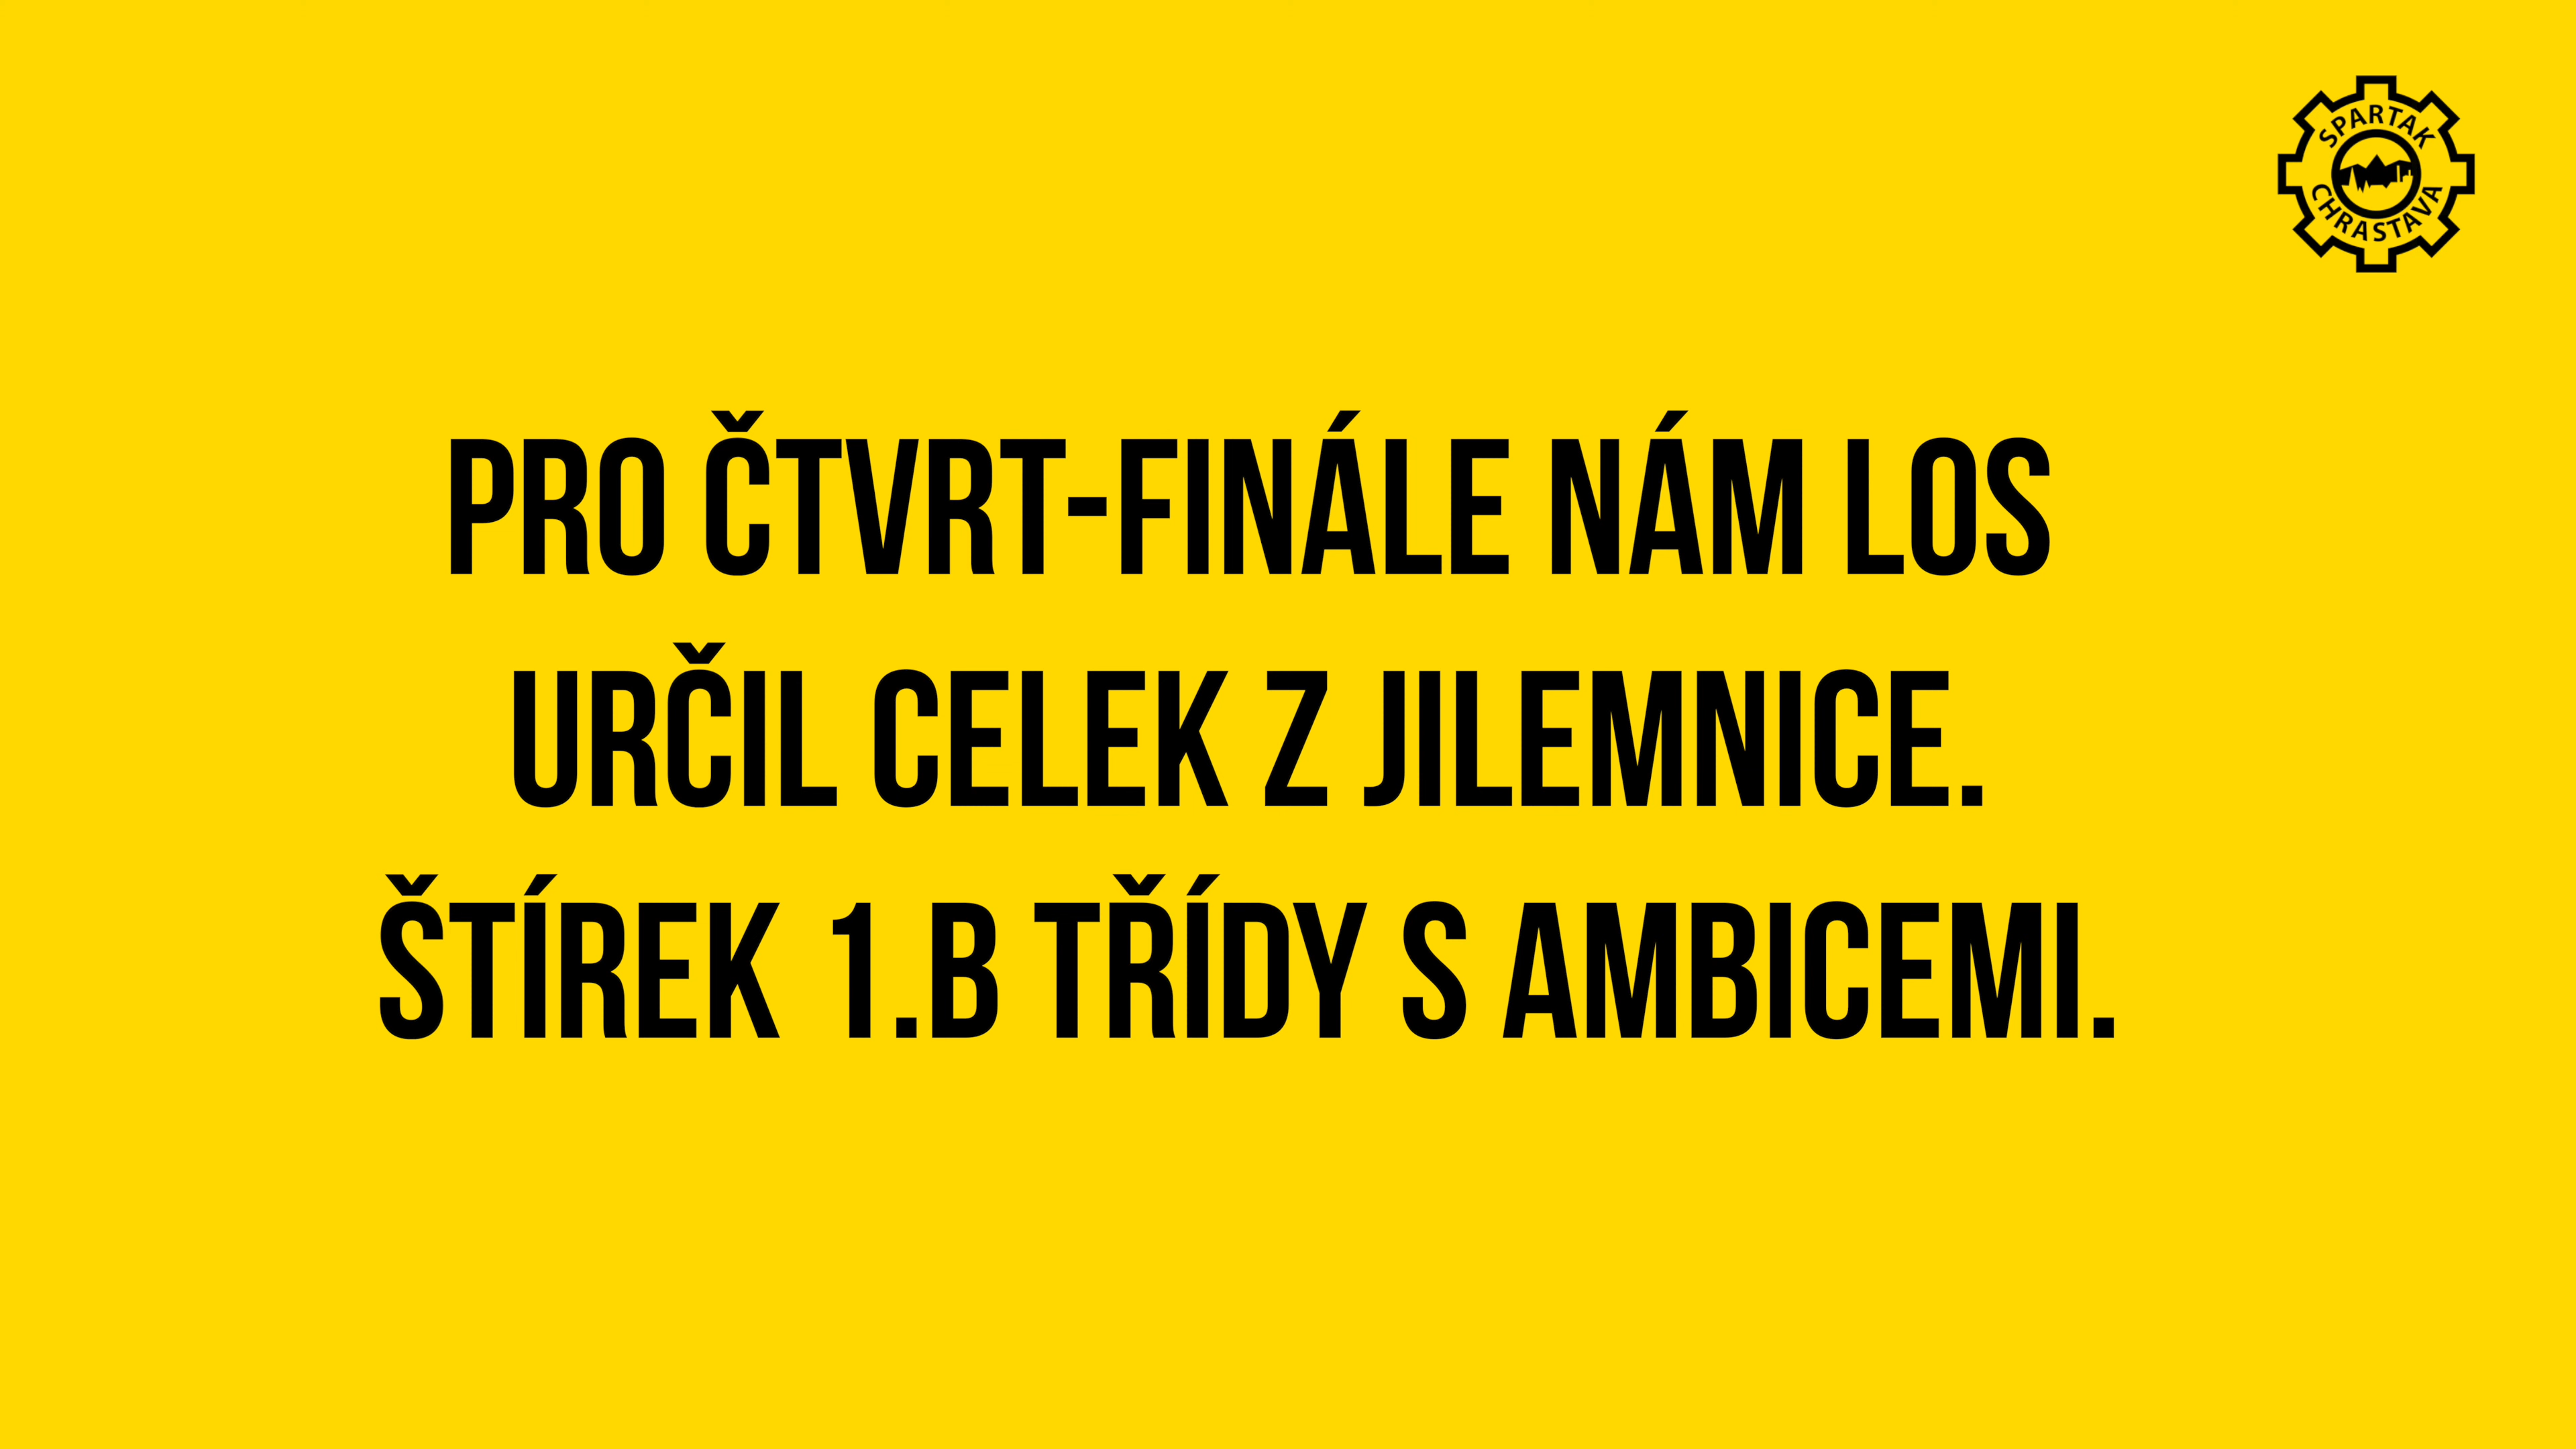 SPARTAK
CHRASTAVA
PRO ČTVRT-FINÁLE NÁM LOS
URČIL CELEK Z JILEMNICE.
ŠTÍREK 1.B TŘÍDY S AMBICEMI.